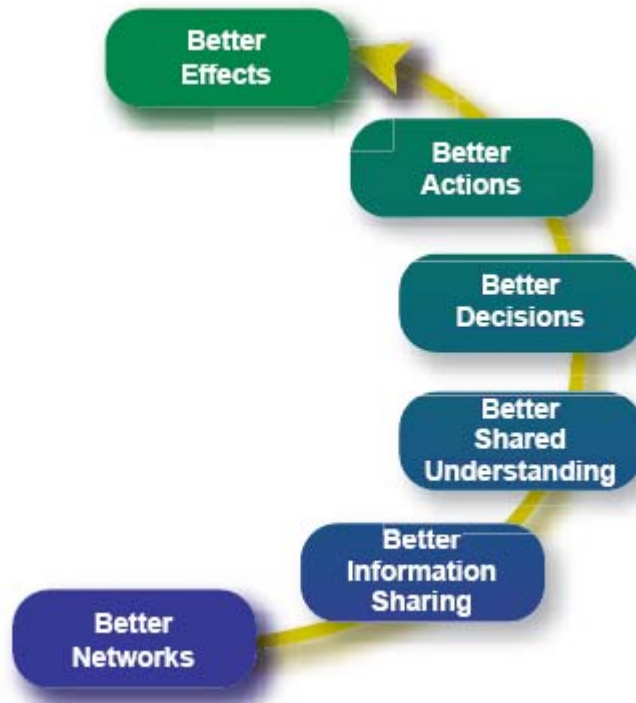 Better
Effects
Better
Actions
Better
Decisions
Better
Shared
Understanding
Better
Information
Sharing
Better
Networks